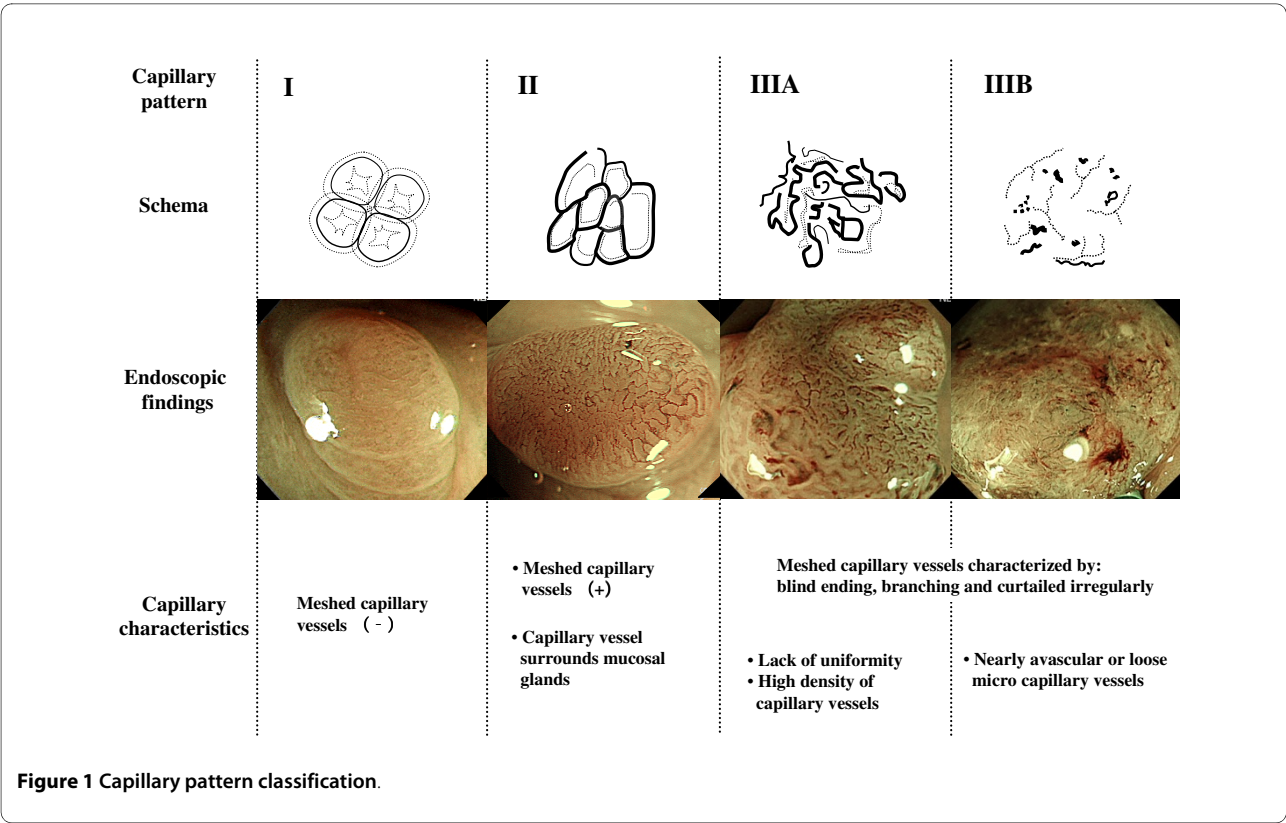 Capillary
pattern
I
II
IIIA
IIIB
Schema
Endoscopic
findings
Capillary
characteristics
Meshed capillary
vessels (-)
• Meshed capillary
vessels (+)
• Capillary vessel
surrounds mucosal
glands
Meshed capillary vessels characterized by:
blind ending, branching and curtailed irregularly
• Lack of uniformity
• High density of
capillary vessels
• Nearly avascular or loose
micro capillary vessels
Figure 1 Capillary pattern classification.